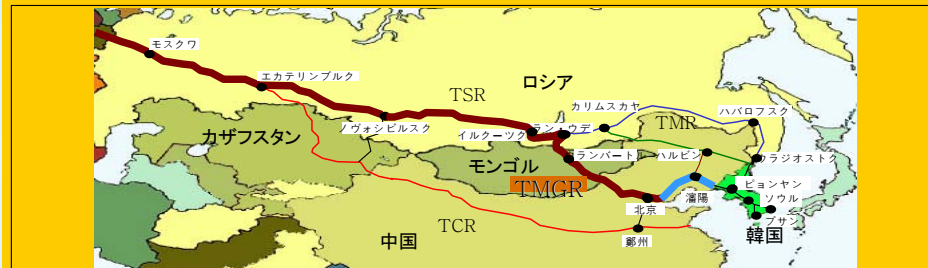 モスクワ
エカテリンブルク
TSR
ロシア
カリムスカヤ
ハバロフスク
カザフスタン
ノヴォシビルスク
イルクーツク
ラン・ウデ
TMR
モンゴル
ランバートル
ハルビン
ウラジオストク
TMGR
北京
瀋陽
ピョンヤン
ソウル
プサン
TCR
中国
鄭州
韓国